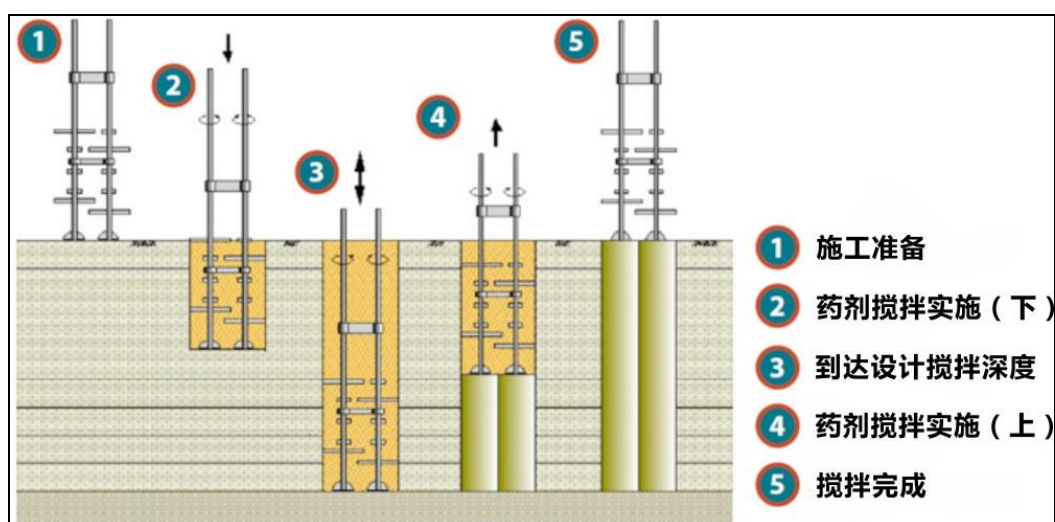 1
2
3
4
5
1 施工准备
2 药剂搅拌实施（下）
3 到达设计搅拌深度
4 药剂搅拌实施（上）
5 搅拌完成